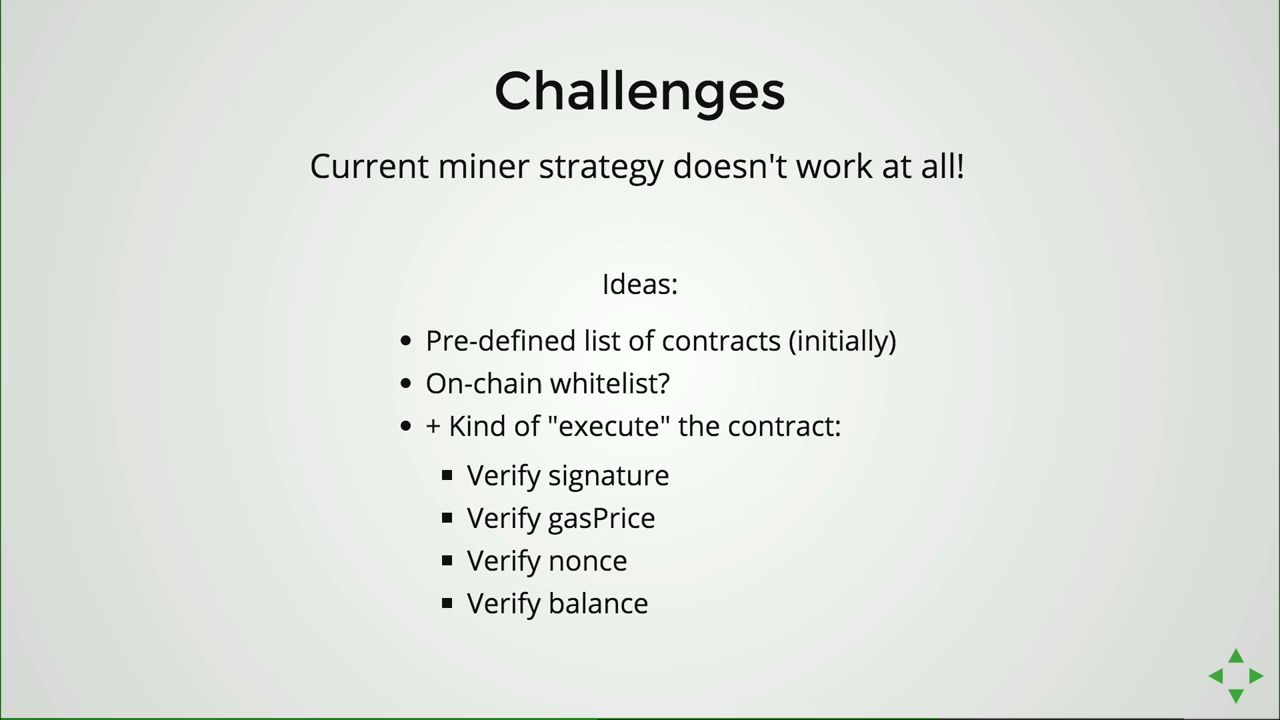 Challenges
Current miner strategy doesn't work at all!
Ideas:
Pre-defined list of contracts (initially)
On-chain whitelist?
+ Kind of "execute" the contract:
Verify signature
Verify gasPrice
Verify nonce
Verify balance